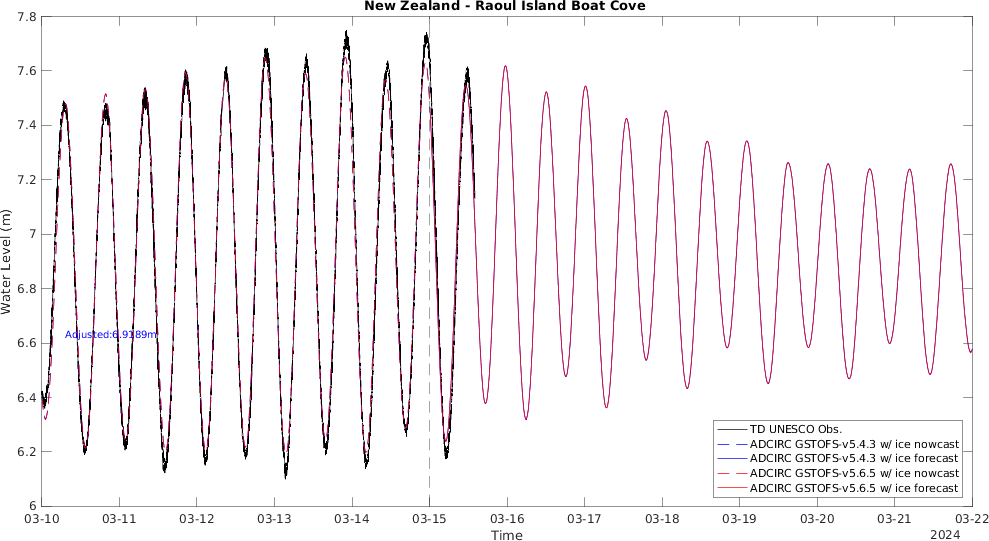 New Zealand - Raoul Island Boat Cove
7.8
7.6
7.4
7.2
7
6.8
6.6
6.4
6.2
6
Water Level (m)
Adjusted:6.9189m
TD UNESCO Obs.
ADCIRC GSTOFS-v5.4.3 w/ ice nowcast
ADCIRC GSTOFS-v5.4.3 w/ ice forecast
ADCIRC GSTOFS-v5.6.5 w/ ice nowcast
ADCIRC GSTOFS-v5.6.5 w/ ice forecast
03-10 03-11 03-12 03-13 03-14 03-15 03-16 03-17 03-18 03-19 03-20 03-21 03-22
Time
2024